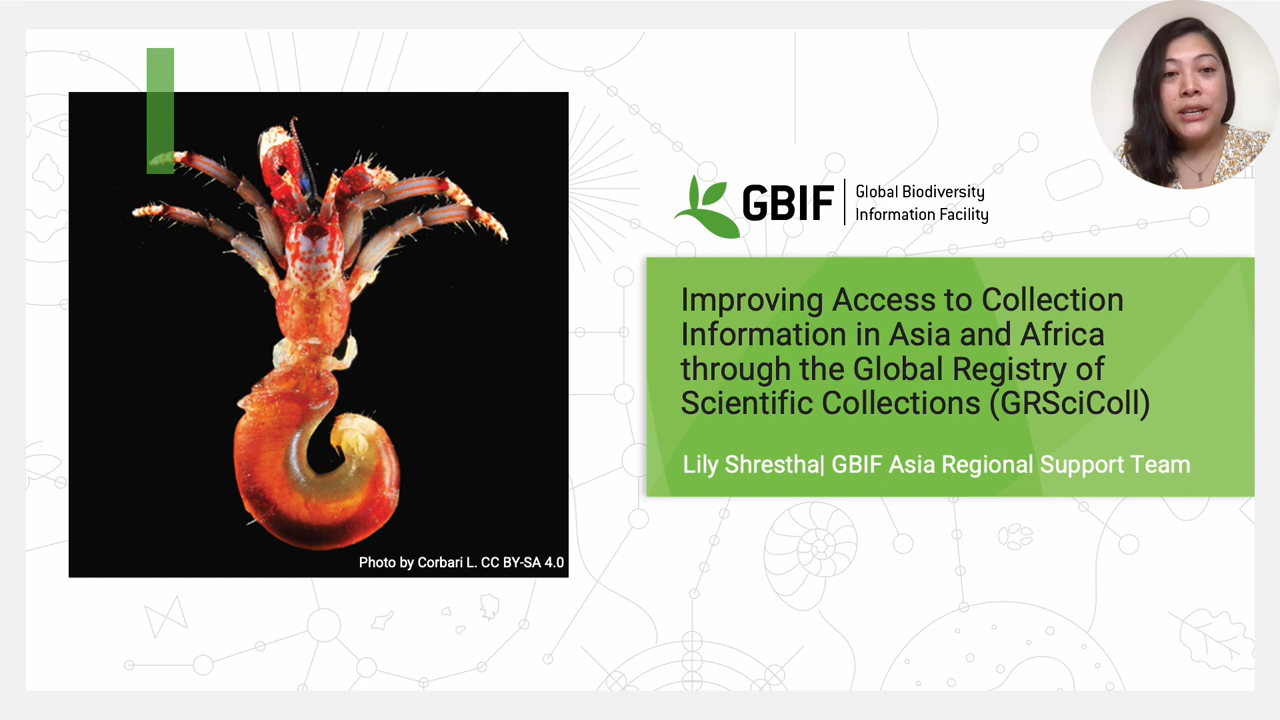 GBIF
Global Biodiversity
Information Facility
Improving Access to Collection
Information in Asia and Africa
through the Global Registry of
Scientific Collections (GRSciColl)
Lily Shrestha| GBIF Asia Regional Support Team
Photo by Corbari L. CC BY-SA 4.0